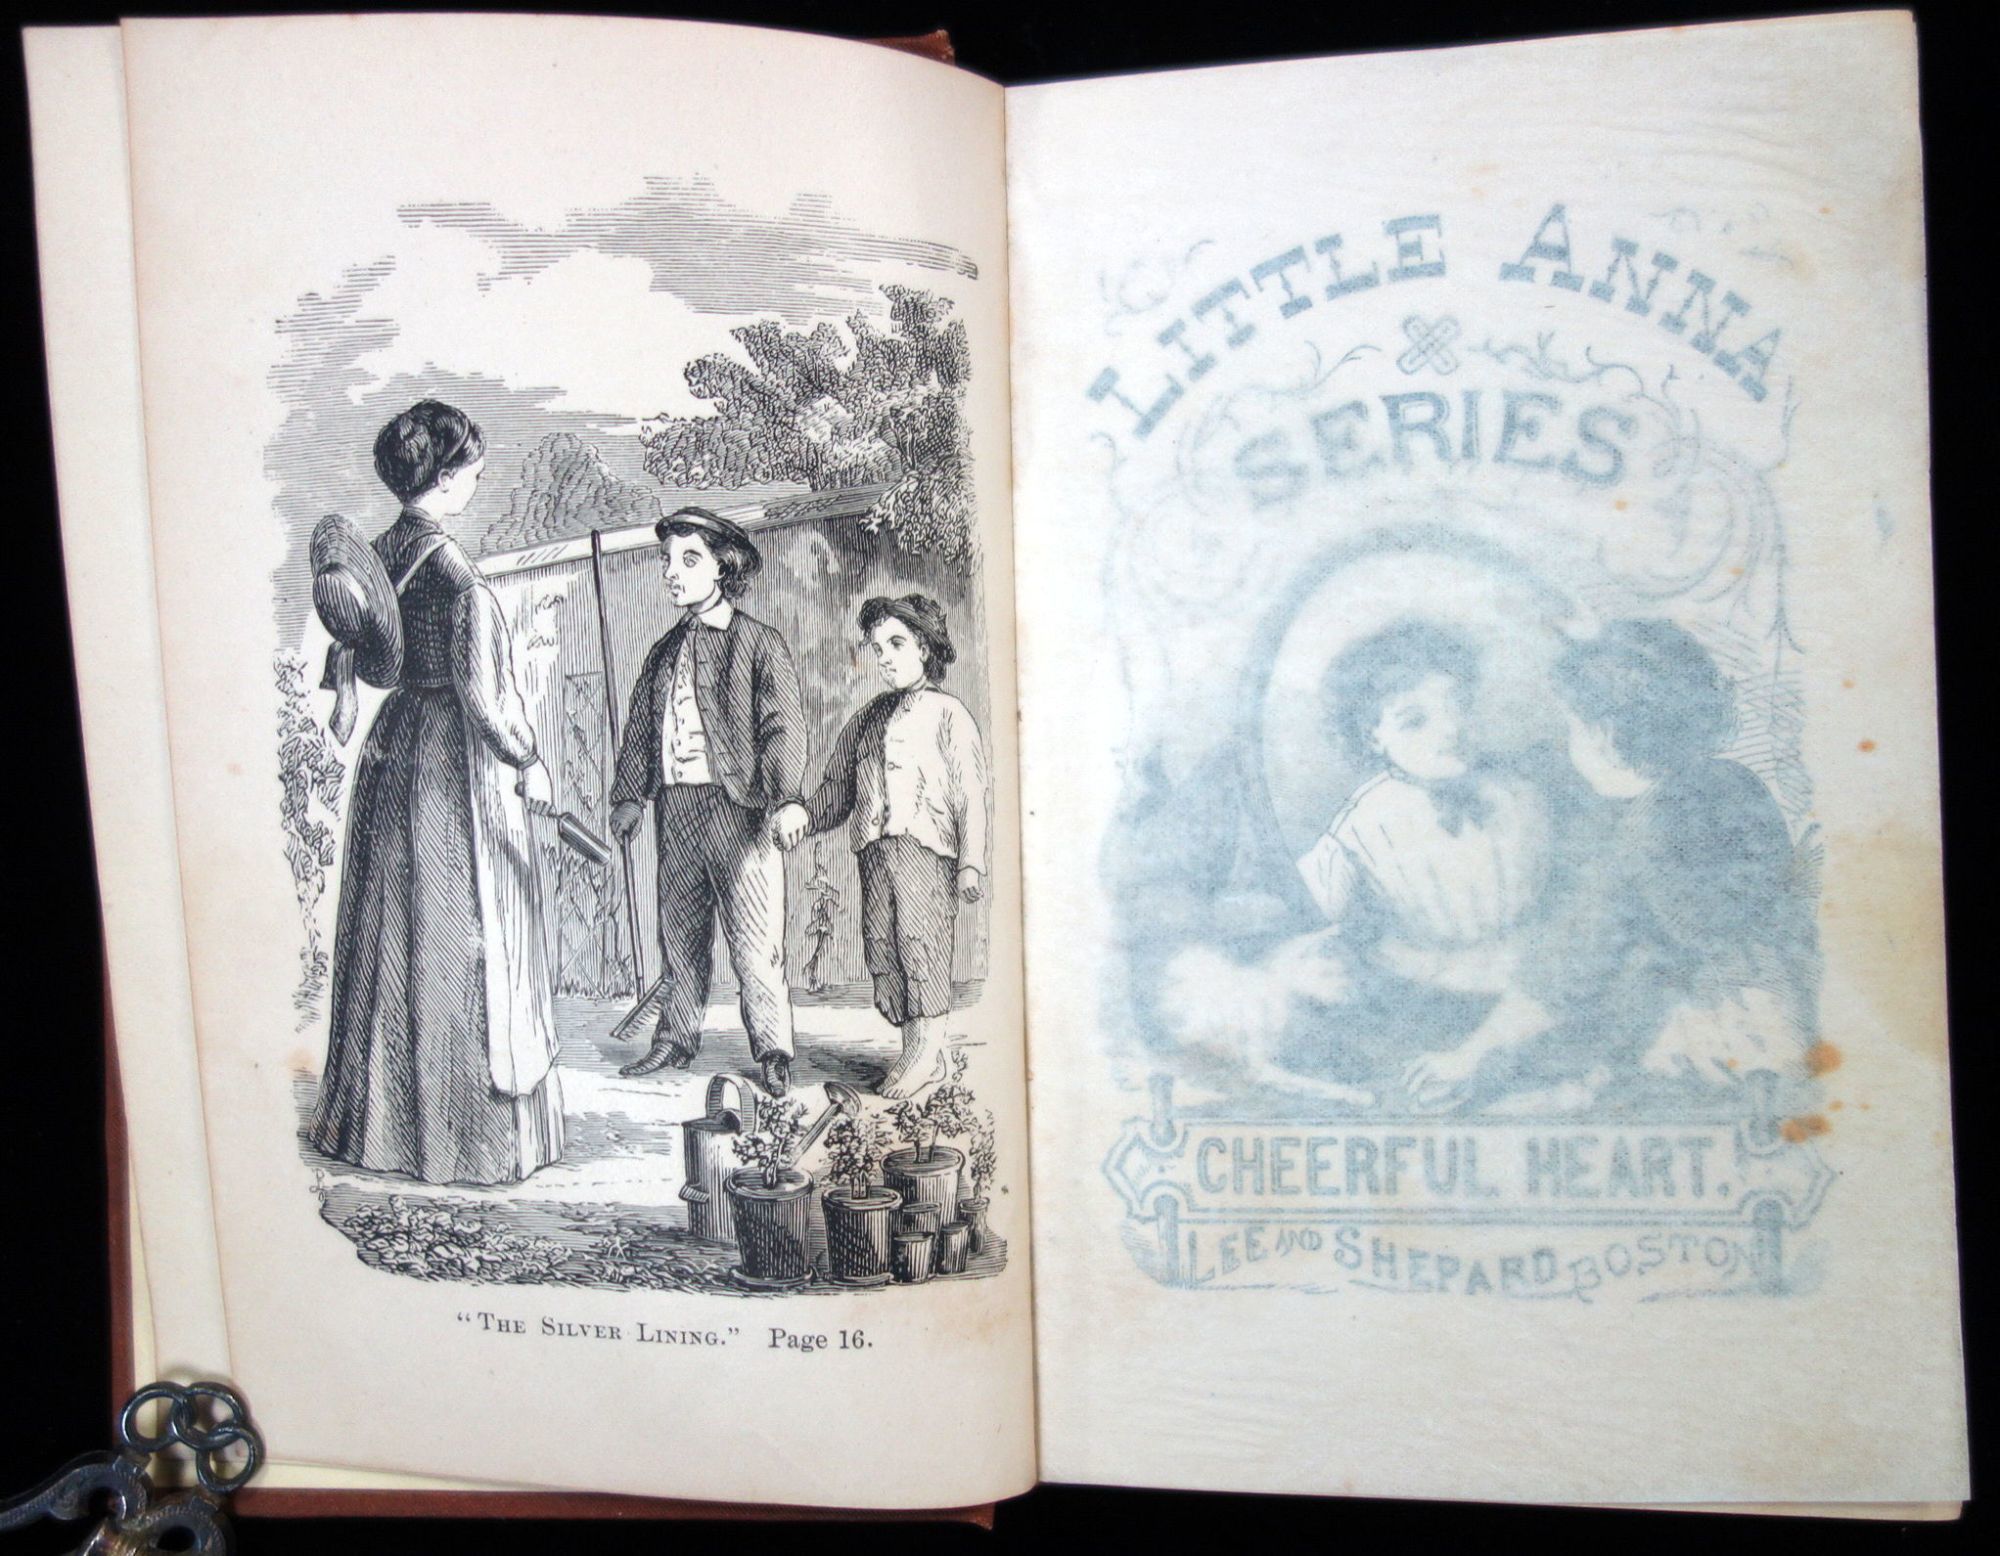 "The Silver Lining." Page 16.
LITTLE ANNA
SERIES
CHEERFUL HEART.
LEE AND SHEPARD BOSTON